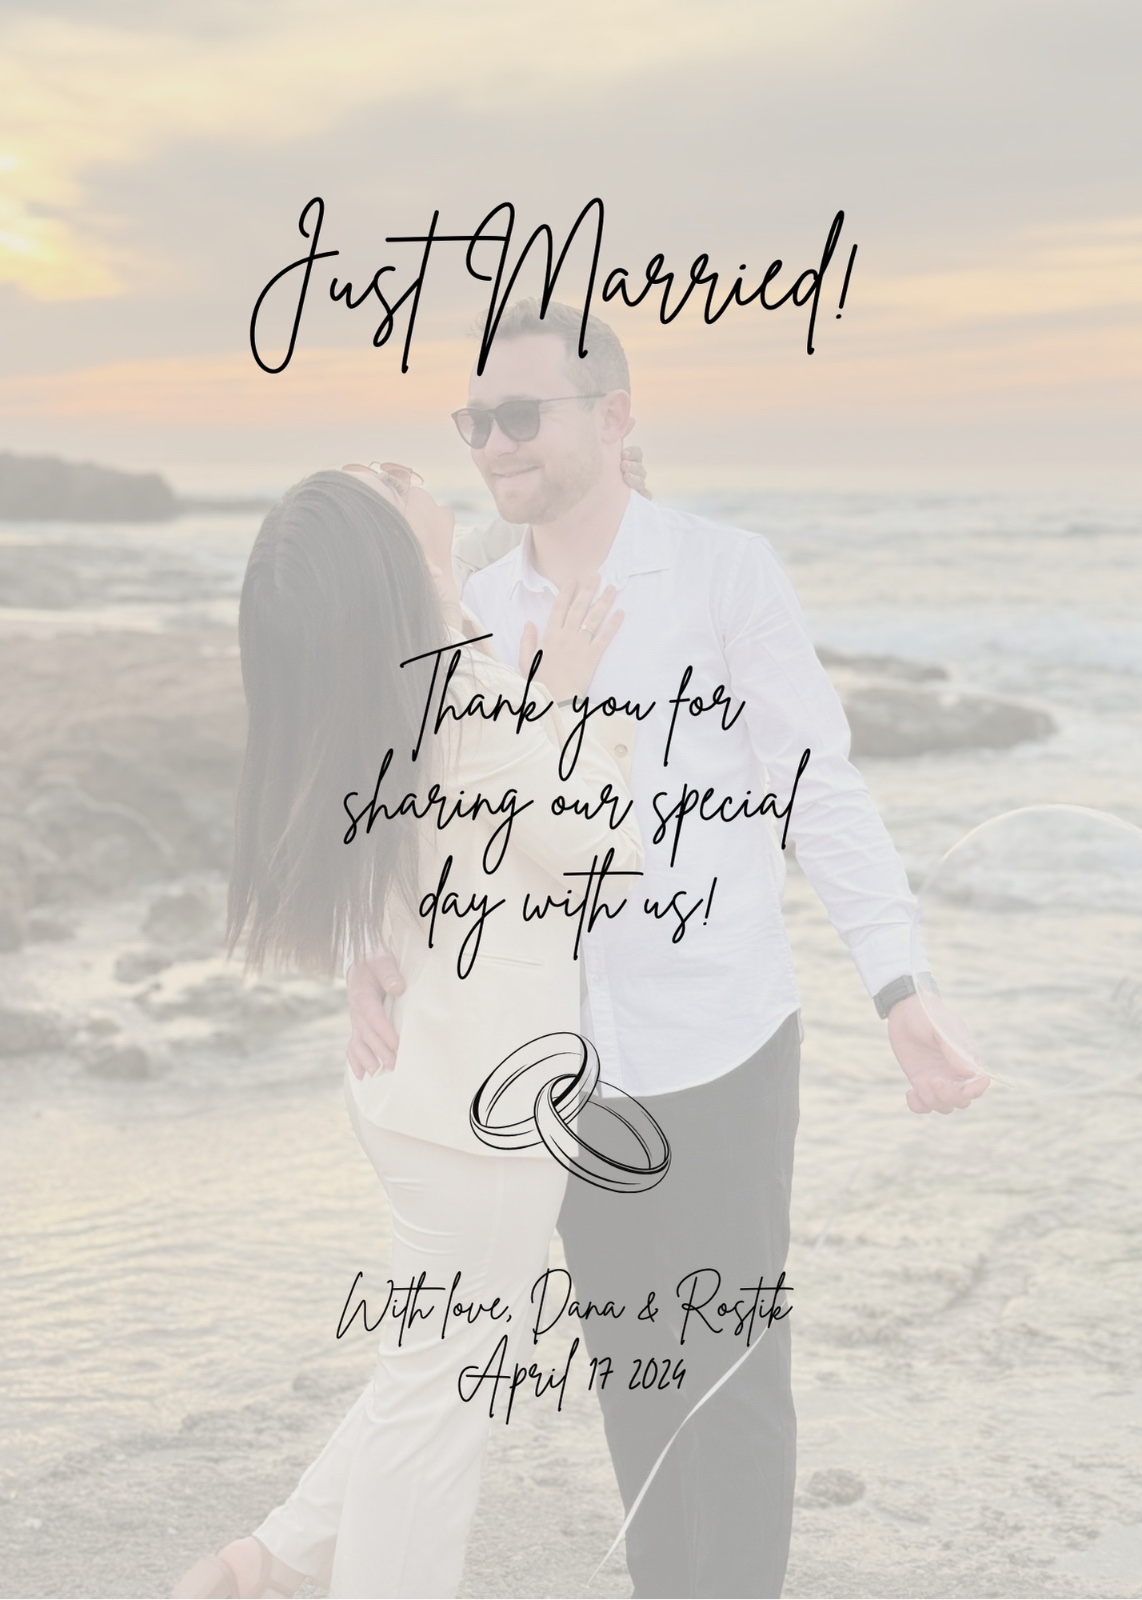 Just Married!
Thank you for
sharing our special
day with us!
With love, Dana & Rostik
April 17 2024